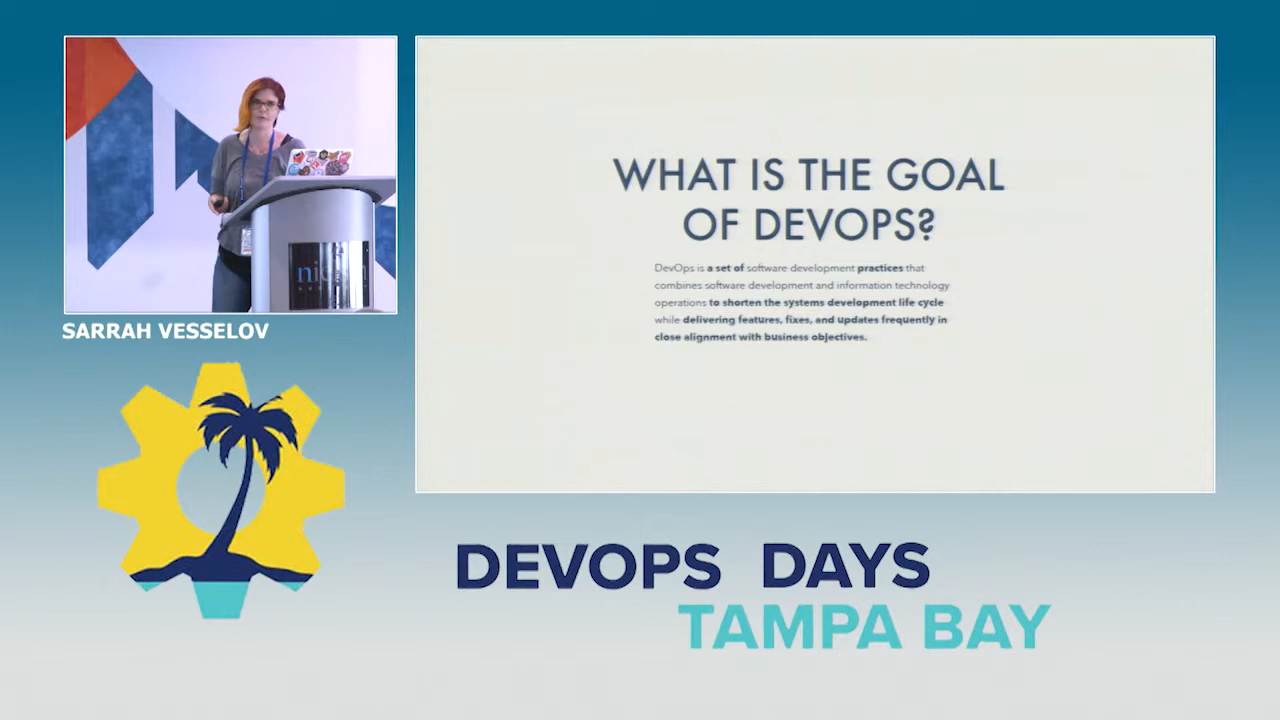 SARRAH VESSELOV
WHAT IS THE GOAL
OF DEVOPS?
DevOps is a set of software development practices that
combines software development and information technology
operations to shorten the systems development life cycle
while delivering features, fixes, and updates frequently in
close alignment with business objectives.
DEVOPS DAYS
TAMPA BAY